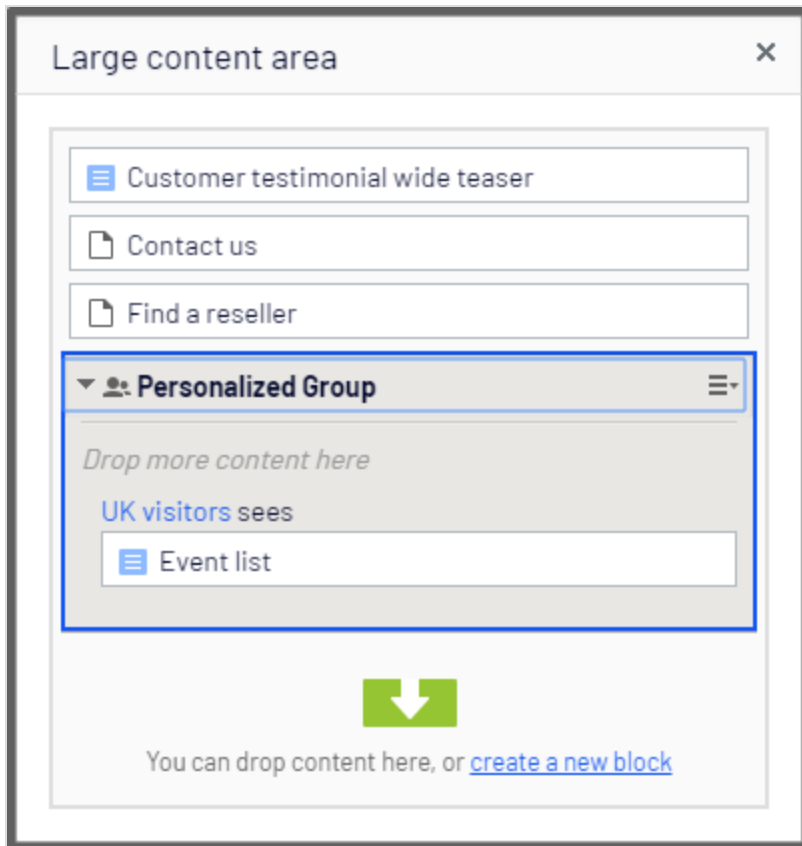 Large content area
Customer testimonial wide teaser
Contact us
Find a reseller
Personalized Group
Drop more content here
UK visitors sees
Event list
You can drop content here, or create a new block